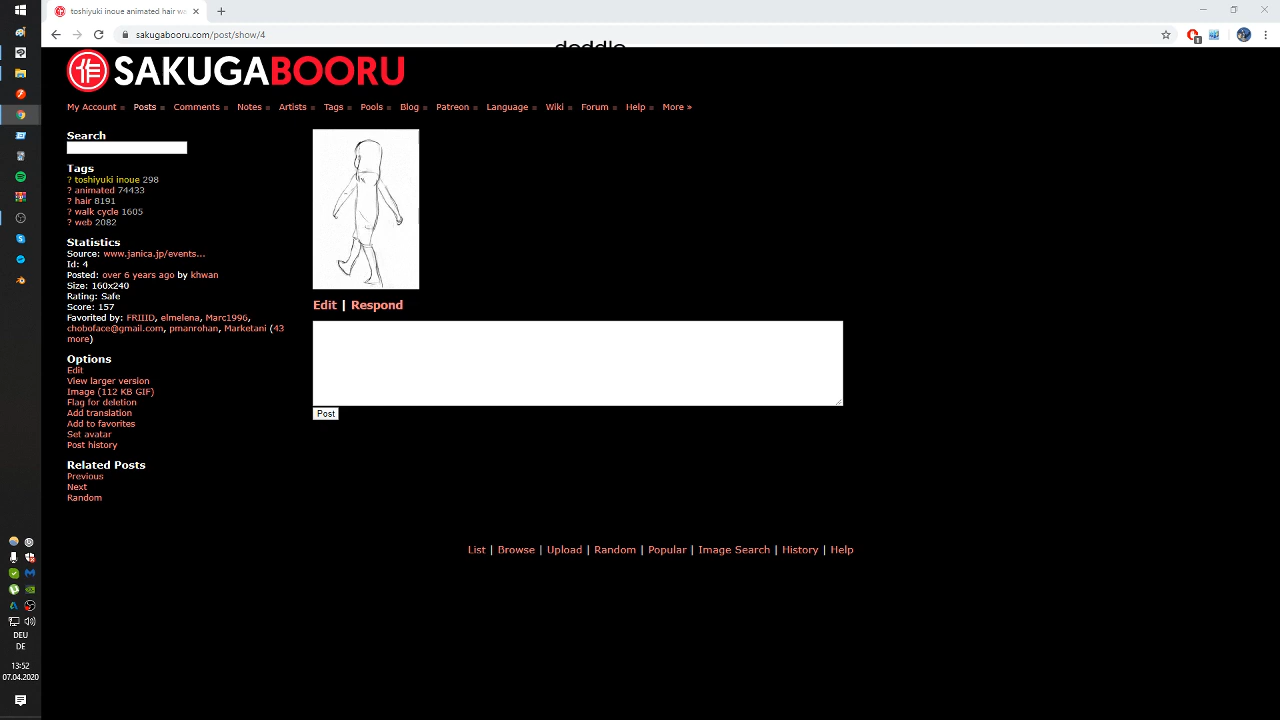 toshiyuki inoue animated hair wa
sakugabooru.com/post/show/4
作 SAKUGABOORU
My Account Posts Comments Notes Artists Tags Pools Blog Patreon Language Wiki Forum Help More »
Search
Tags
? toshiyuki inoue 298
? animated 74433
? hair 8191
? walk cycle 1605
? web 2082
Statistics
Source: www.janica.jp/events...
Id: 4
Posted: over 6 years ago by khwan
Size: 160x240
Rating: Safe
Score: 157
Favorited by: FRIIID, elmelena, Marc1996,
choboface@gmail.com, pmanrohan, Marketani (43
more)
Options
Edit
View larger version
Image (112 KB GIF)
Flag for deletion
Add translation
Add to favorites
Set avatar
Post history
Related Posts
Previous
Next
Random
Edit | Respond
Post
List | Browse | Upload | Random | Popular | Image Search | History | Help
DEU
DE
13:52
07.04.2020